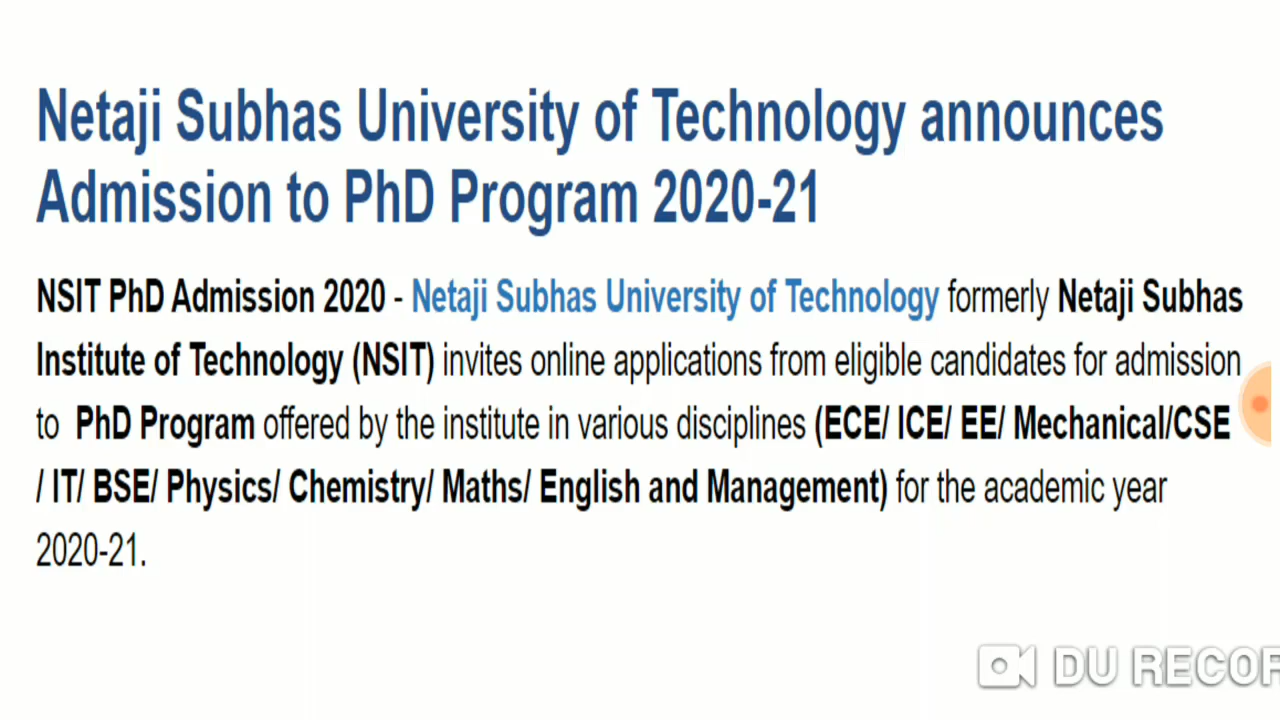 Netaji Subhas University of Technology announces
Admission to PhD Program 2020-21
NSIT PhD Admission 2020 - Netaji Subhas University of Technology formerly Netaji Subhas
Institute of Technology (NSIT) invites online applications from eligible candidates for admission
to PhD Program offered by the institute in various disciplines (ECE/ ICE/ EE/ Mechanical/CSE
/ IT/ BSE/ Physics/ Chemistry/ Maths/ English and Management) for the academic year
2020-21.
DU RECOR